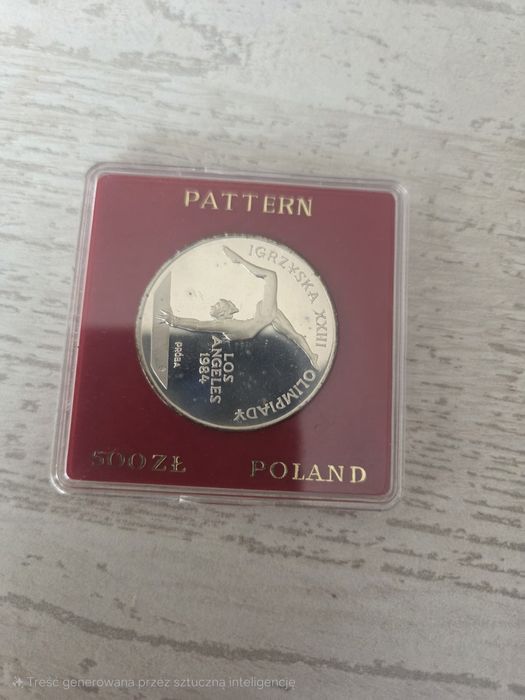 PATTERN
IGRZYSKA XXIII OLIMPIADY
LOS
ANGELES
1984
PRÓBA
500 ZŁ POLAND
Treść generowana przez sztuczną inteligencję